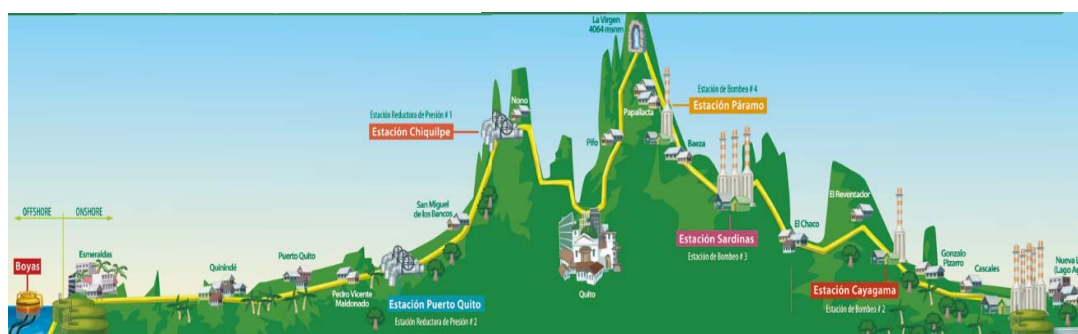 La Virgen
4064 msnm
Estación de Bombeo # 4
Estación Páramo
Nono
Papallacta
Estación Reductora de Presión # 1
Estación Chiquilpe
Pifo
Baeza
El Reventador
San Miguel
de los Bancos
OFFSHORE
ONSHORE
El Chaco
Estación Sardinas
Estación de Bombeo # 3
Esmeraldas
Puerto Quito
Quinindé
Gonzalo
Pizarro
Cascales
Nueva L
(Lago Ag
Boyas
Pedro Vicente
Maldonado
Quito
Estación Cayagama
Estación de Bombeo # 2
Estación Puerto Quito
Estación Reductora de Presión # 2